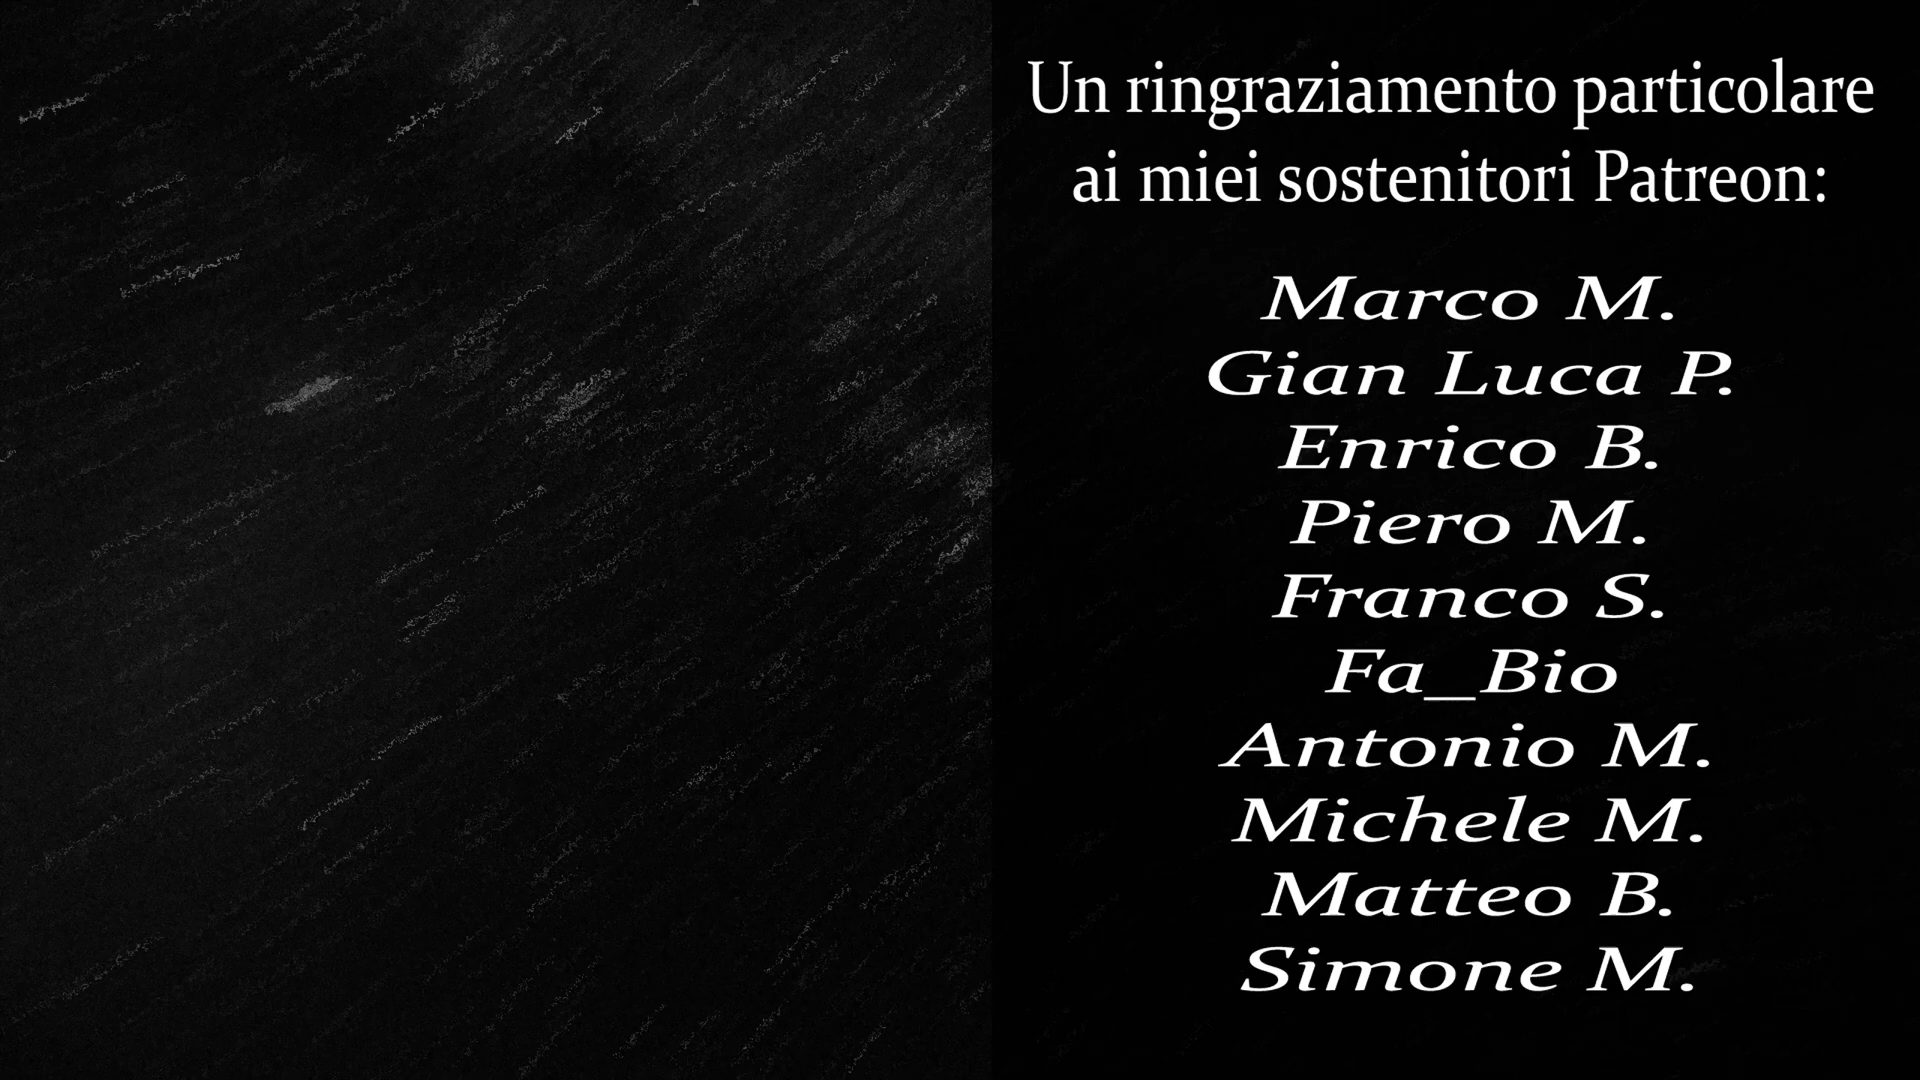 Un ringraziamento particolare
ai miei sostenitori Patreon:
Marco M.
Gian Luca P.
Enrico B.
Piero M.
Franco S.
Fa_Bio
Antonio M.
Michele M.
Matteo B.
Simone M.